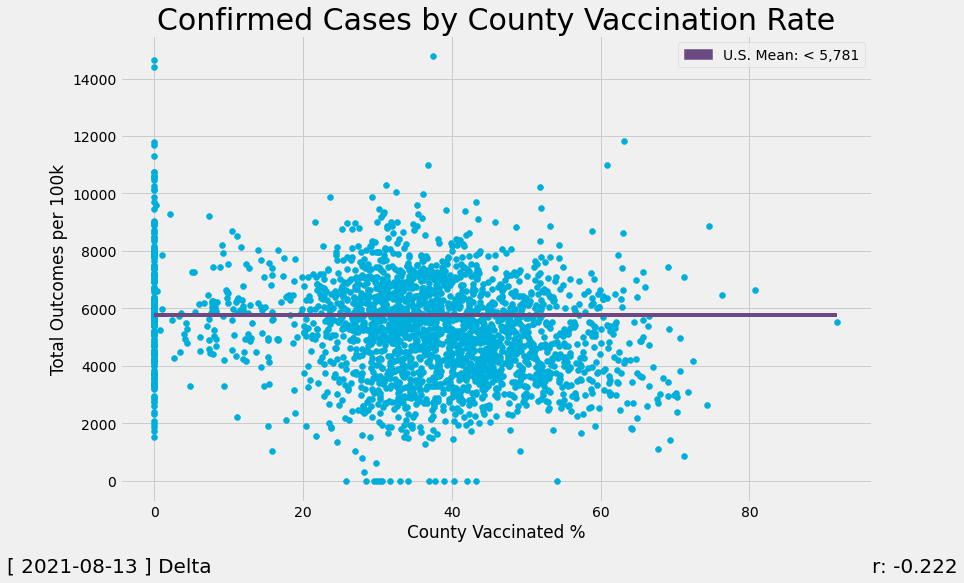 Confirmed Cases by County Vaccination Rate
U.S. Mean: < 5,781
14000
12000
10000
8000
6000
4000
2000
0
Total Outcomes per 100k
0 20 40 60 80
County Vaccinated %
[ 2021-08-13 ] Delta
r: -0.222